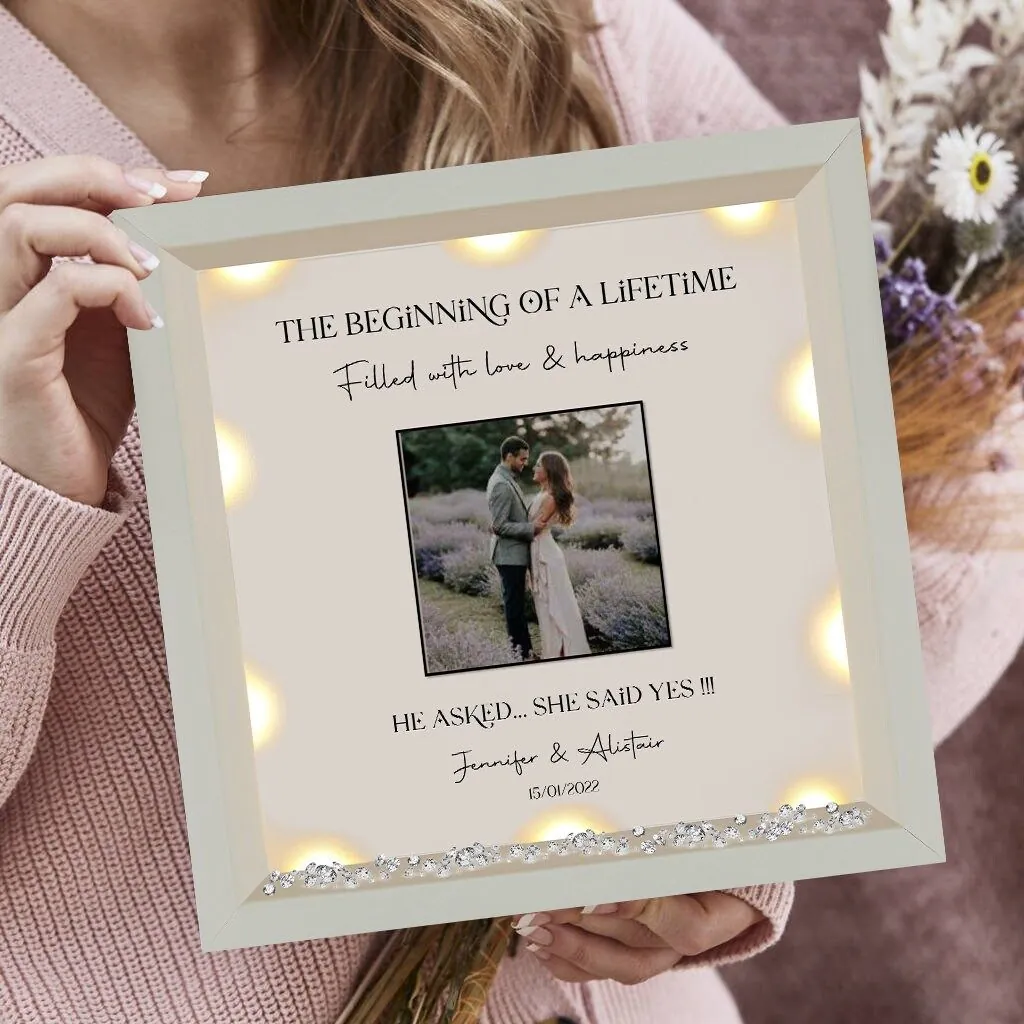 THE BEGiNNiNG OF A LiFETiME
Filled with love & happiness
HE ASKED... SHE SAiD YES !!!
Jennifer & Alistair
15/01/2022